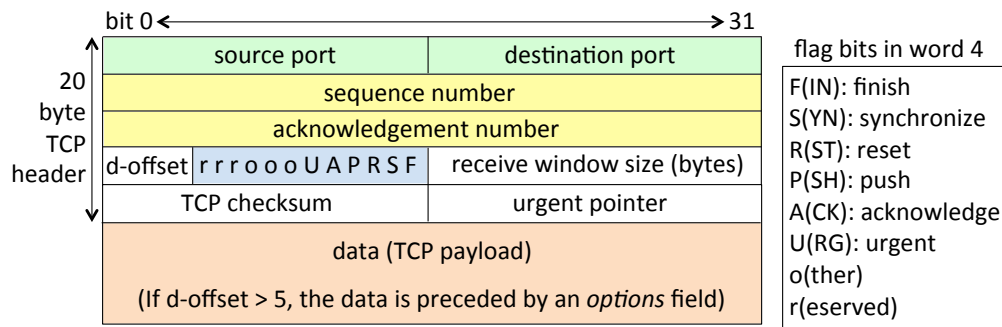 bit 0 31
source port destination port
20
byte
TCP
header
sequence number
acknowledgement number
d-offset r r r o o o U A P R S F receive window size (bytes)
TCP checksum urgent pointer
data (TCP payload)
(If d-offset > 5, the data is preceded by an options field)
flag bits in word 4
F(IN): finish
S(YN): synchronize
R(ST): reset
P(SH): push
A(CK): acknowledge
U(RG): urgent
o(ther)
r(eserved)